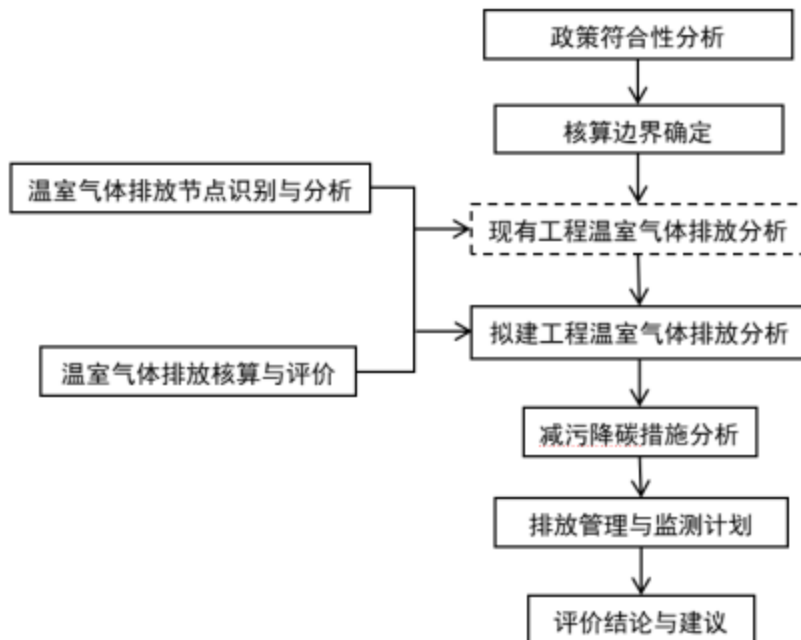 政策符合性分析
核算边界确定
温室气体排放节点识别与分析
现有工程温室气体排放分析
拟建工程温室气体排放分析
温室气体排放核算与评价
减污降碳措施分析
排放管理与监测计划
评价结论与建议